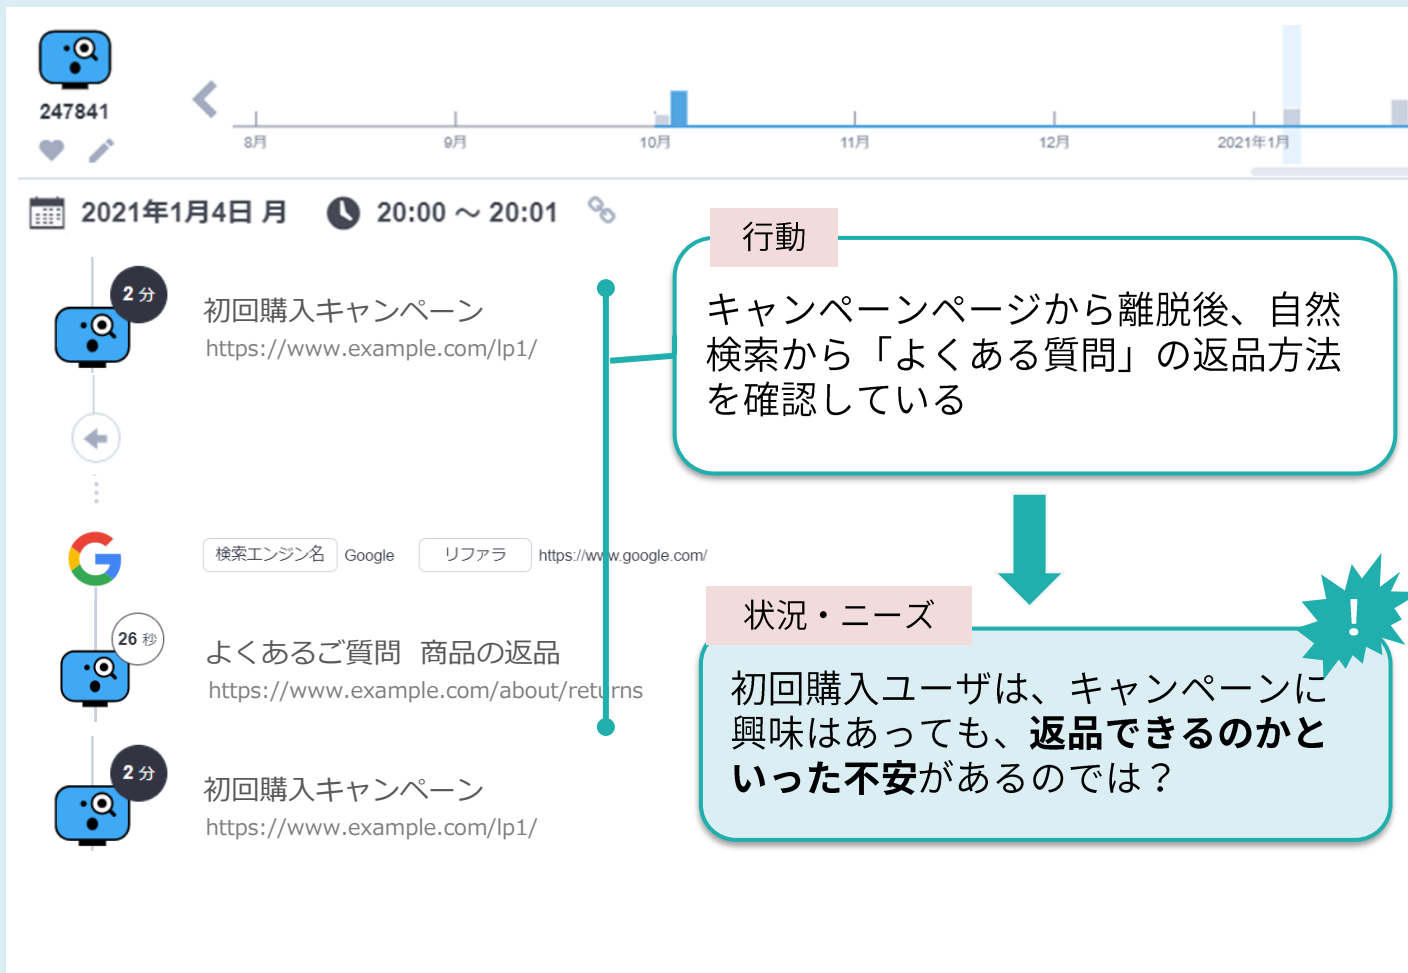 247841
8月
9月
10月
11月
12月
2021年1月
2021年1月4日 月
20:00 ～ 20:01
2 分
初回購入キャンペーン
https://www.example.com/lp1/
検索エンジン名
Google
リファラ
https://www.google.com/
26 秒
よくあるご質問 商品の返品
https://www.example.com/about/returns
2 分
初回購入キャンペーン
https://www.example.com/lp1/
行動
キャンペーンページから離脱後、自然
検索から「よくある質問」の返品方法
を確認している
!
状況・ニーズ
初回購入ユーザは、キャンペーンに
興味はあっても、返品できるのかと
いった不安があるのでは？